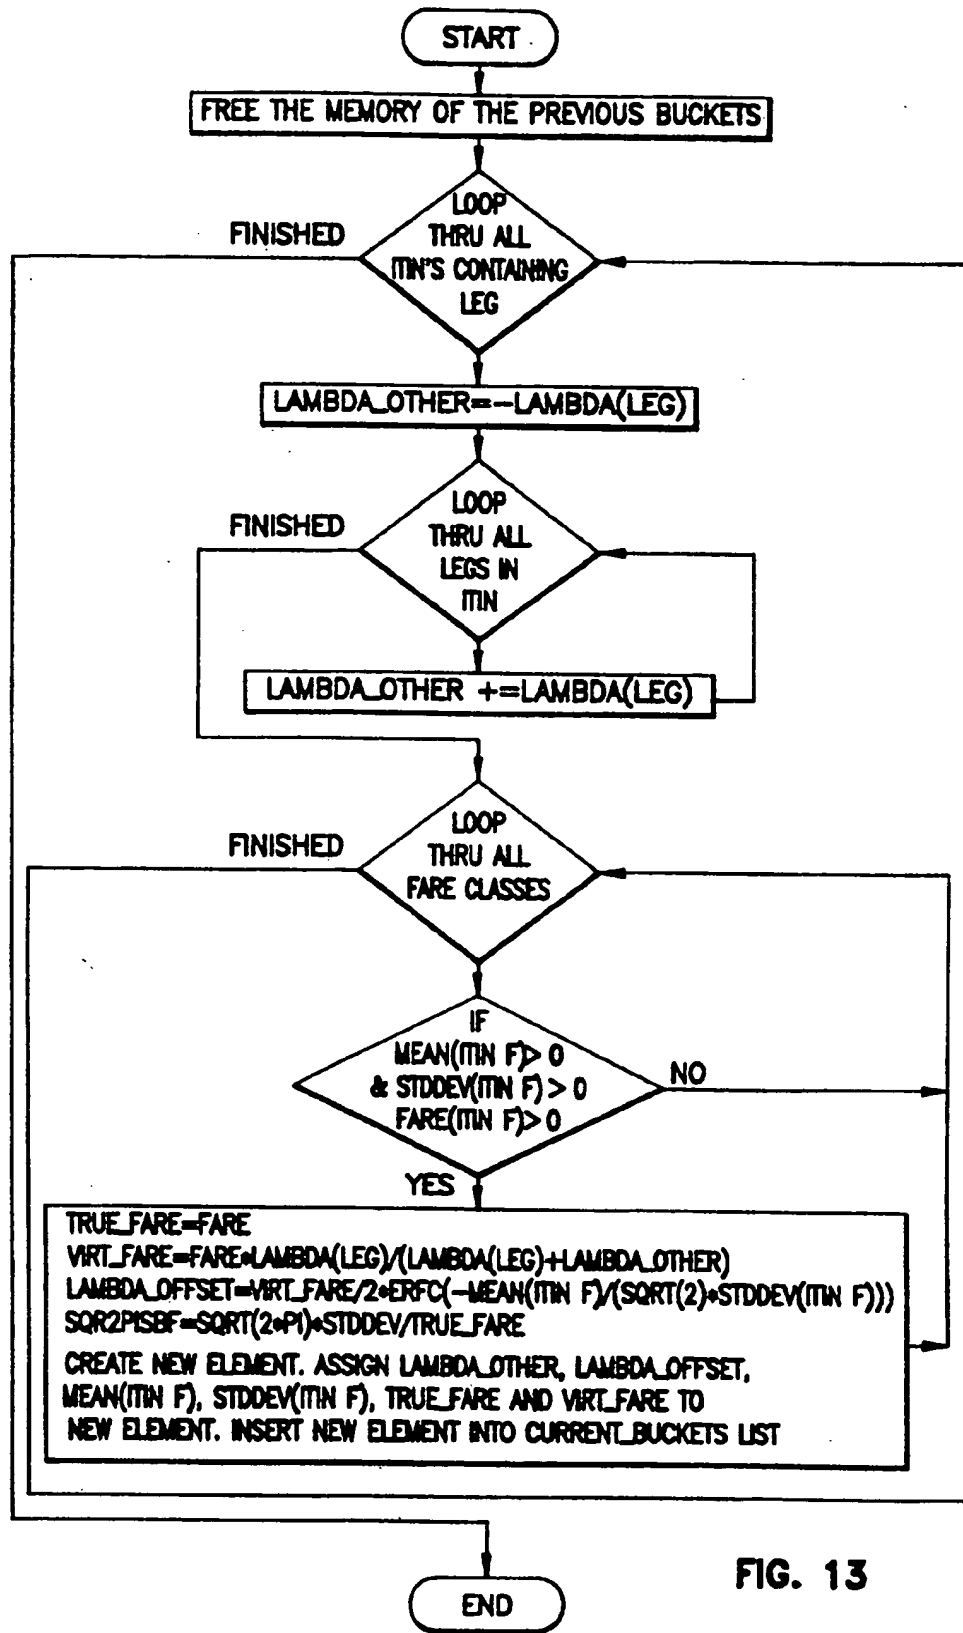 START
FREE THE MEMORY OF THE PREVIOUS BUCKETS
LOOP
THRU ALL
ITIN'S CONTAINING
LEG
FINISHED
LAMBDA_OTHER=-LAMBDA(LEG)
LOOP
THRU ALL
LEGS IN
ITIN
FINISHED
LAMBDA_OTHER +=LAMBDA(LEG)
LOOP
THRU ALL
FARE CLASSES
FINISHED
IF
MEAN(ITIN F)> 0
& STDDEV(ITIN F) > 0
FARE(ITIN F)> 0
NO
YES
TRUE_FARE=FARE
VIRT_FARE=FARE*LAMBDA(LEG)/(LAMBDA(LEG)+LAMBDA_OTHER)
LAMBDA_OFFSET=VIRT_FARE/2*ERFC(-MEAN(ITIN F)/(SQRT(2)*STDDEV(ITIN F)))
SQR2PISBF=SQRT(2*PI)*STDDEV/TRUE_FARE
CREATE NEW ELEMENT. ASSIGN LAMBDA_OTHER, LAMBDA_OFFSET,
MEAN(ITIN F), STDDEV(ITIN F), TRUE_FARE AND VIRT_FARE TO
NEW ELEMENT. INSERT NEW ELEMENT INTO CURRENT_BUCKETS LIST
END
FIG. 13